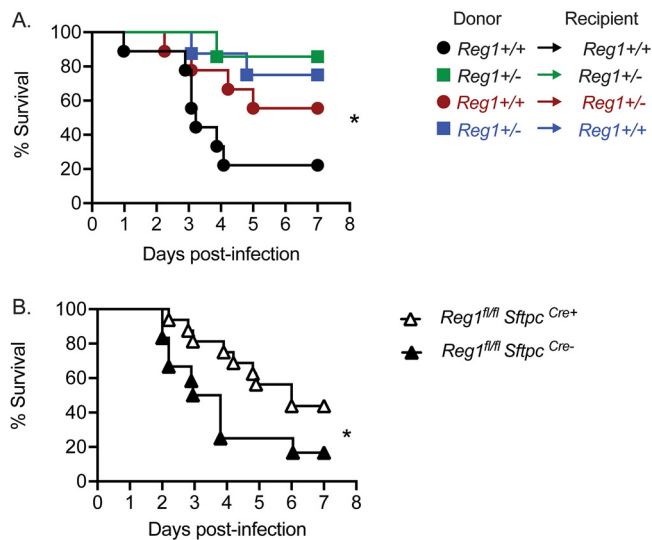 A.
% Survival
100
80
60
40
20
0
0 1 2 3 4 5 6 7 8
Days post-infection
*
Donor Recipient
Reg1+/+ → Reg1+/+
Reg1+/- → Reg1+/-
Reg1+/+ → Reg1+/-
Reg1+/- → Reg1+/+
B.
% Survival
100
80
60
40
20
0
0 1 2 3 4 5 6 7 8
Days post-infection
*
Reg1fl/fl Sftpc Cre+
Reg1fl/fl Sftpc Cre-